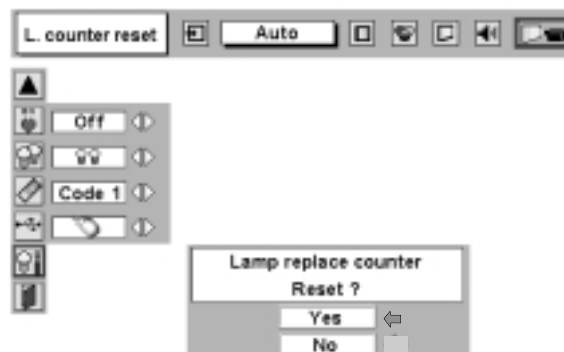 L. counter reset
Auto
Off
Code 1
Lamp replace counter
Reset ?
Yes
No